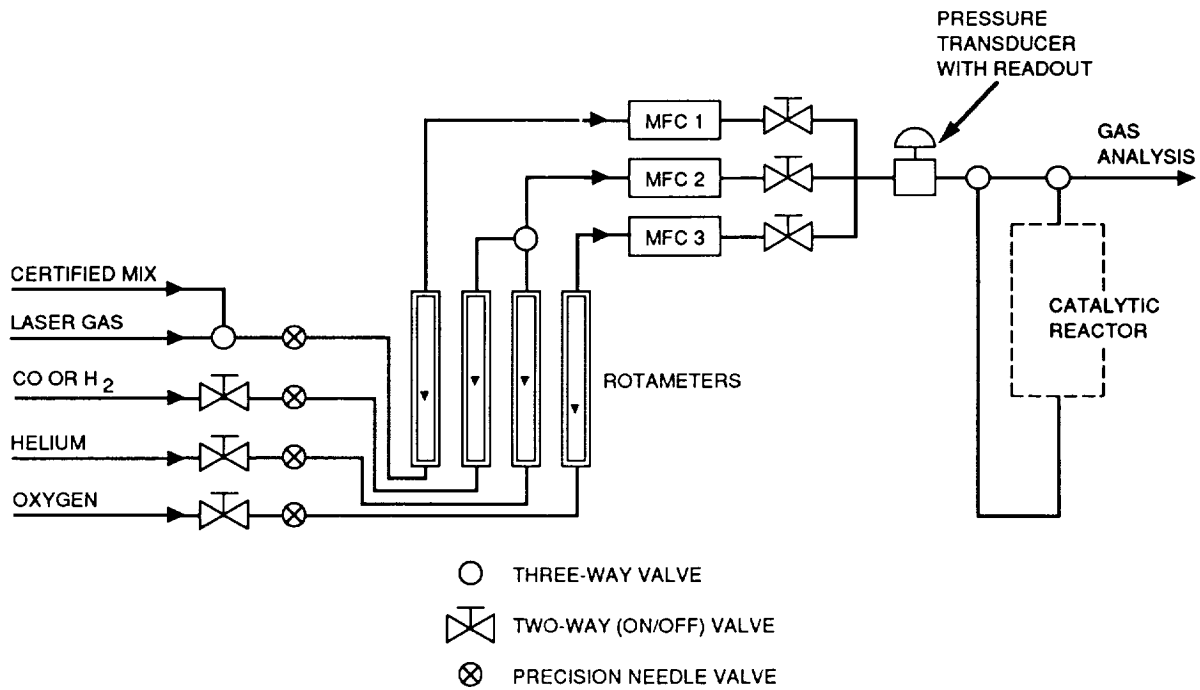 PRESSURE
TRANSDUCER
WITH READOUT
GAS
ANALYSIS
MFC 1
MFC 2
MFC 3
CERTIFIED MIX
LASER GAS
CO OR H2
HELIUM
OXYGEN
ROTAMETERS
CATALYTIC
REACTOR
THREE-WAY VALVE
TWO-WAY (ON/OFF) VALVE
PRECISION NEEDLE VALVE